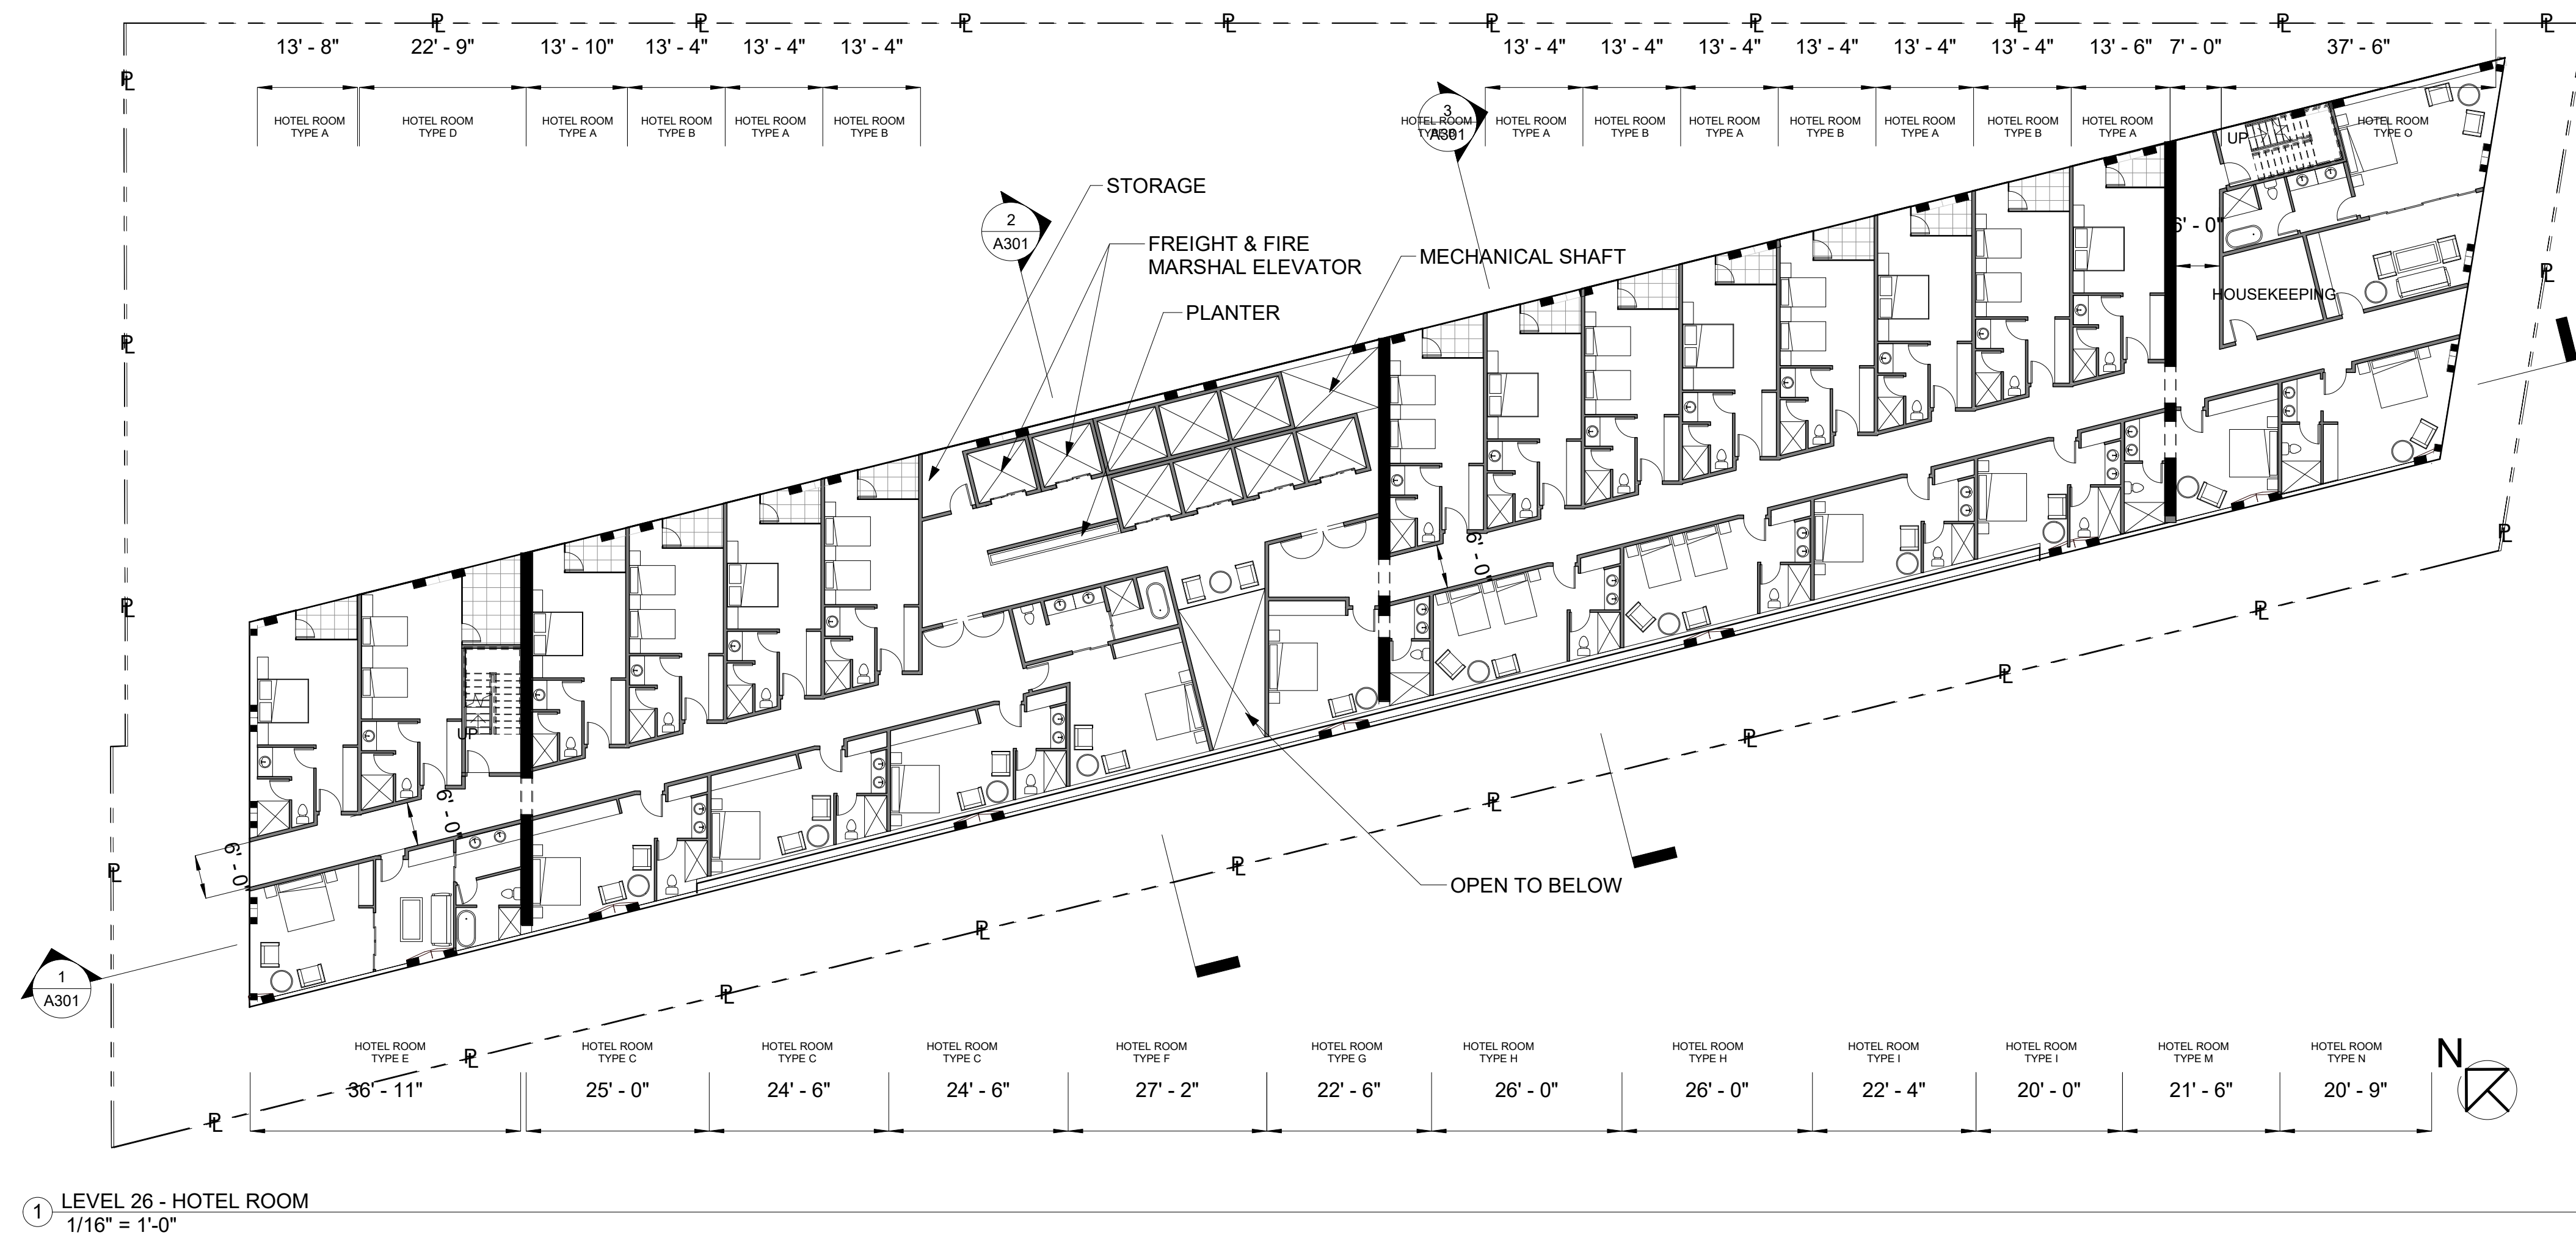 13' - 8" 22' - 9" 13' - 10" 13' - 4" 13' - 4" 13' - 4" 13' - 4" 13' - 4" 13' - 4" 13' - 4" 13' - 4" 13' - 4" 13' - 6" 7' - 0" 37' - 6"
HOTEL ROOM
TYPE A
HOTEL ROOM
TYPE D
HOTEL ROOM
TYPE A
HOTEL ROOM
TYPE B
HOTEL ROOM
TYPE A
HOTEL ROOM
TYPE B
HOTEL ROOM
3
A301
HOTEL ROOM
TYPE A
HOTEL ROOM
TYPE B
HOTEL ROOM
TYPE A
HOTEL ROOM
TYPE B
HOTEL ROOM
TYPE A
HOTEL ROOM
TYPE B
HOTEL ROOM
TYPE A
HOTEL ROOM
TYPE O
UP
STORAGE
2
A301
FREIGHT & FIRE
MARSHAL ELEVATOR
MECHANICAL SHAFT
PLANTER
6' - 0"
HOUSEKEEPING
6' - 0"
UP
6' - 0"
6' - 0"
OPEN TO BELOW
1
A301
HOTEL ROOM
TYPE E
HOTEL ROOM
TYPE C
HOTEL ROOM
TYPE C
HOTEL ROOM
TYPE C
HOTEL ROOM
TYPE F
HOTEL ROOM
TYPE G
HOTEL ROOM
TYPE H
HOTEL ROOM
TYPE H
HOTEL ROOM
TYPE I
HOTEL ROOM
TYPE I
HOTEL ROOM
TYPE M
HOTEL ROOM
TYPE N
36' - 11" 25' - 0" 24' - 6" 24' - 6" 27' - 2" 22' - 6" 26' - 0" 26' - 0" 22' - 4" 20' - 0" 21' - 6" 20' - 9"
N
1 LEVEL 26 - HOTEL ROOM
1/16" = 1'-0"